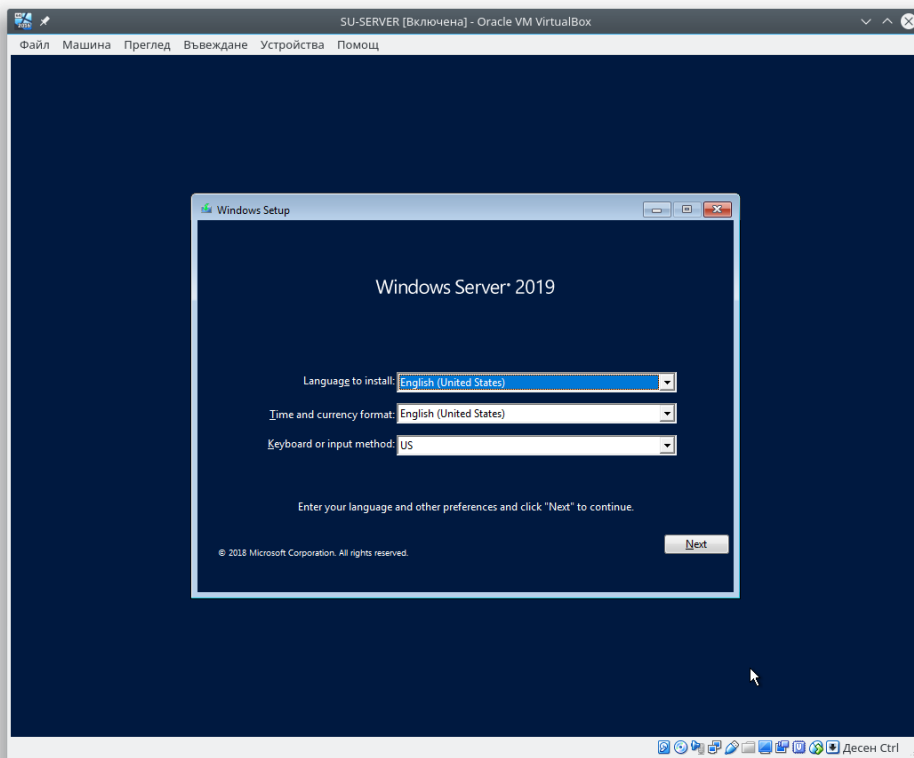 SU-SERVER [Включена] - Oracle VM VirtualBox
Файл Машина Преглед Въвеждане Устройства Помощ
Windows Setup
Windows Server 2019
Language to install: English (United States)
Time and currency format: English (United States)
Keyboard or input method: US
Enter your language and other preferences and click "Next" to continue.
Next
© 2018 Microsoft Corporation. All rights reserved.
Десен Ctrl